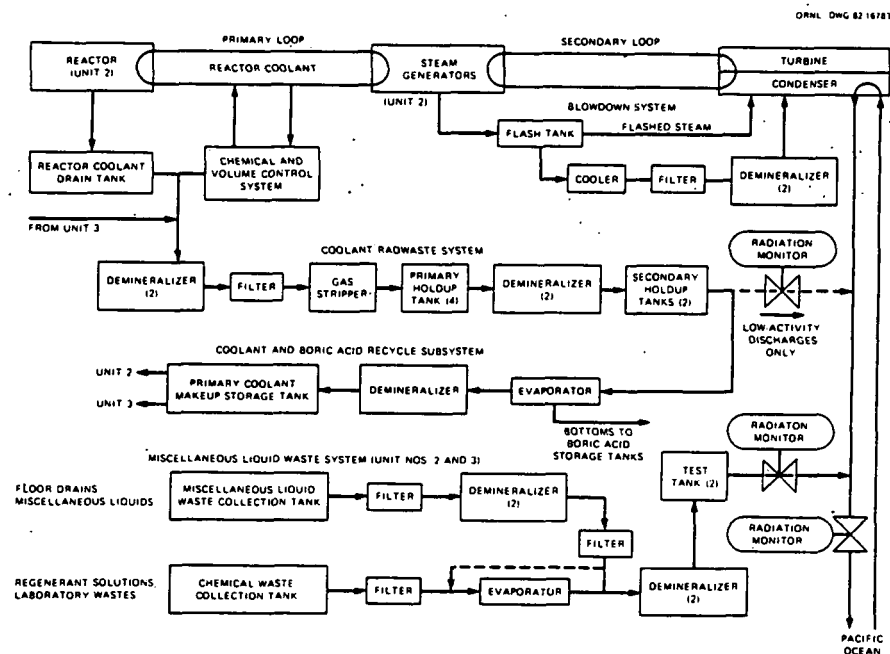 ORNL DWG 82 16787
PRIMARY LOOP
SECONDARY LOOP
REACTOR
(UNIT 2)
REACTOR COOLANT
STEAM
GENERATORS
(UNIT 2)
TURBINE
CONDENSER
BLOWDOWN SYSTEM
FLASH TANK
FLASHED STEAM
REACTOR COOLANT
DRAIN TANK
CHEMICAL AND
VOLUME CONTROL
SYSTEM
COOLER
FILTER
DEMINERALIZER
(2)
FROM UNIT 3
COOLANT RADWASTE SYSTEM
RADIATION
MONITOR
DEMINERALIZER
(2)
FILTER
GAS
STRIPPER
PRIMARY
HOLDUP
TANK (4)
DEMINERALIZER
(2)
SECONDARY
HOLDUP
TANKS (2)
LOW-ACTIVITY
DISCHARGES
ONLY
COOLANT AND BORIC ACID RECYCLE SUBSYSTEM
UNIT 2
UNIT 3
PRIMARY COOLANT
MAKEUP STORAGE
TANK
DEMINERALIZER
EVAPORATOR
BOTTOMS TO
BORIC ACID
STORAGE TANKS
RADIATON
MONITOR
MISCELLANEOUS LIQUID WASTE SYSTEM (UNIT NOS. 2 AND 3)
FLOOR DRAINS
MISCELLANEOUS LIQUIDS
MISCELLANEOUS LIQUID
WASTE COLLECTION TANK
FILTER
DEMINERALIZER
(2)
TEST
TANK (2)
RADIATION
MONITOR
FILTER
REGENERANT SOLUTIONS,
LABORATORY WASTES
CHEMICAL WASTE
COLLECTION TANK
FILTER
EVAPORATOR
DEMINERALIZER
(2)
PACIFIC
OCEAN